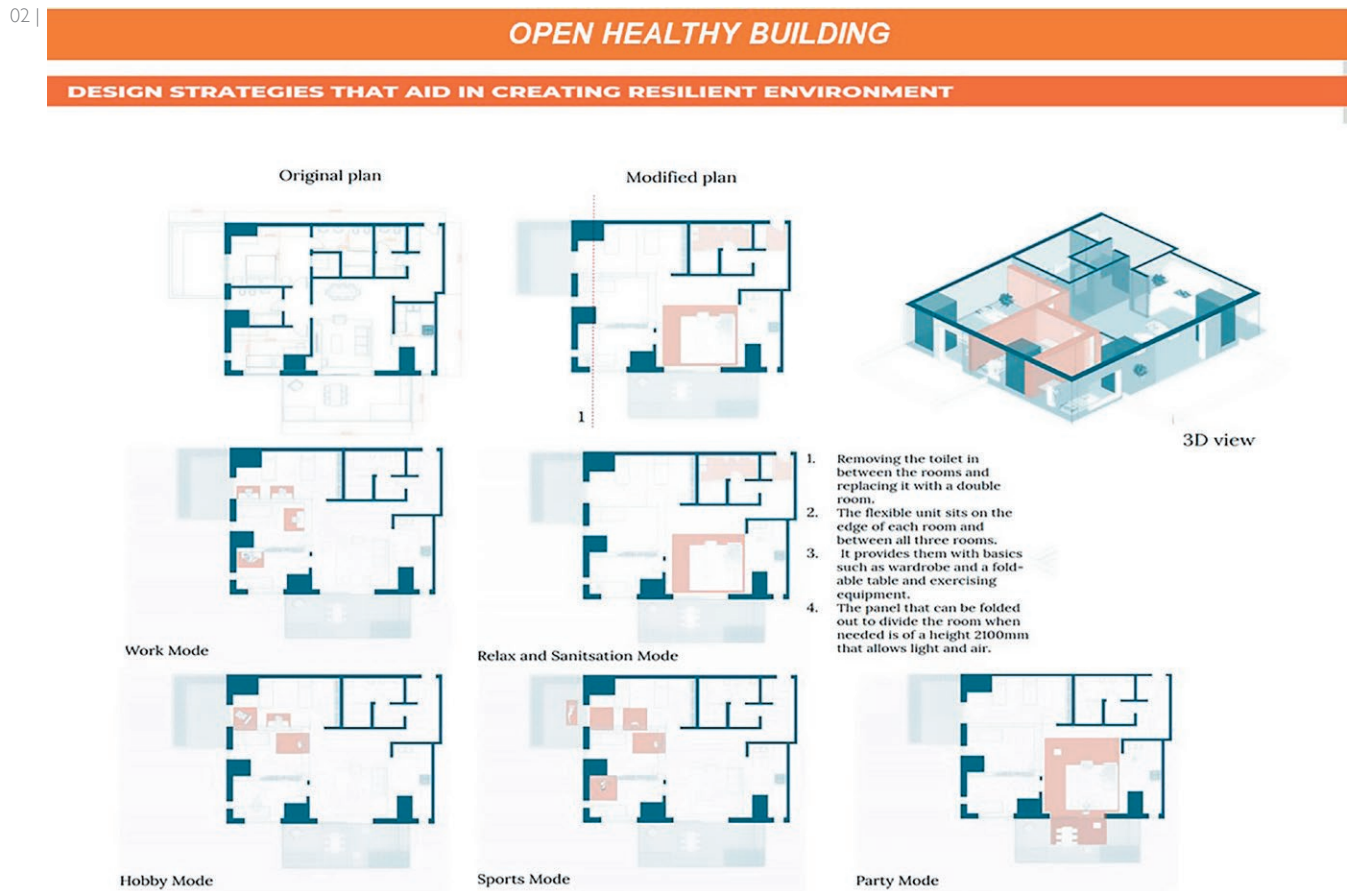 02 |
OPEN HEALTHY BUILDING
DESIGN STRATEGIES THAT AID IN CREATING RESILIENT ENVIRONMENT
Original plan
Modified plan
1
3D view
1. Removing the toilet in
between the rooms and
replacing it with a double
room.
2. The flexible unit sits on the
edge of each room and
between all three rooms.
3. It provides them with basics
such as wardrobe and a fold-
able table and exercising
equipment.
4. The panel that can be folded
out to divide the room when
needed is of a height 2100mm
that allows light and air.
Work Mode
Relax and Sanitsation Mode
Hobby Mode
Sports Mode
Party Mode